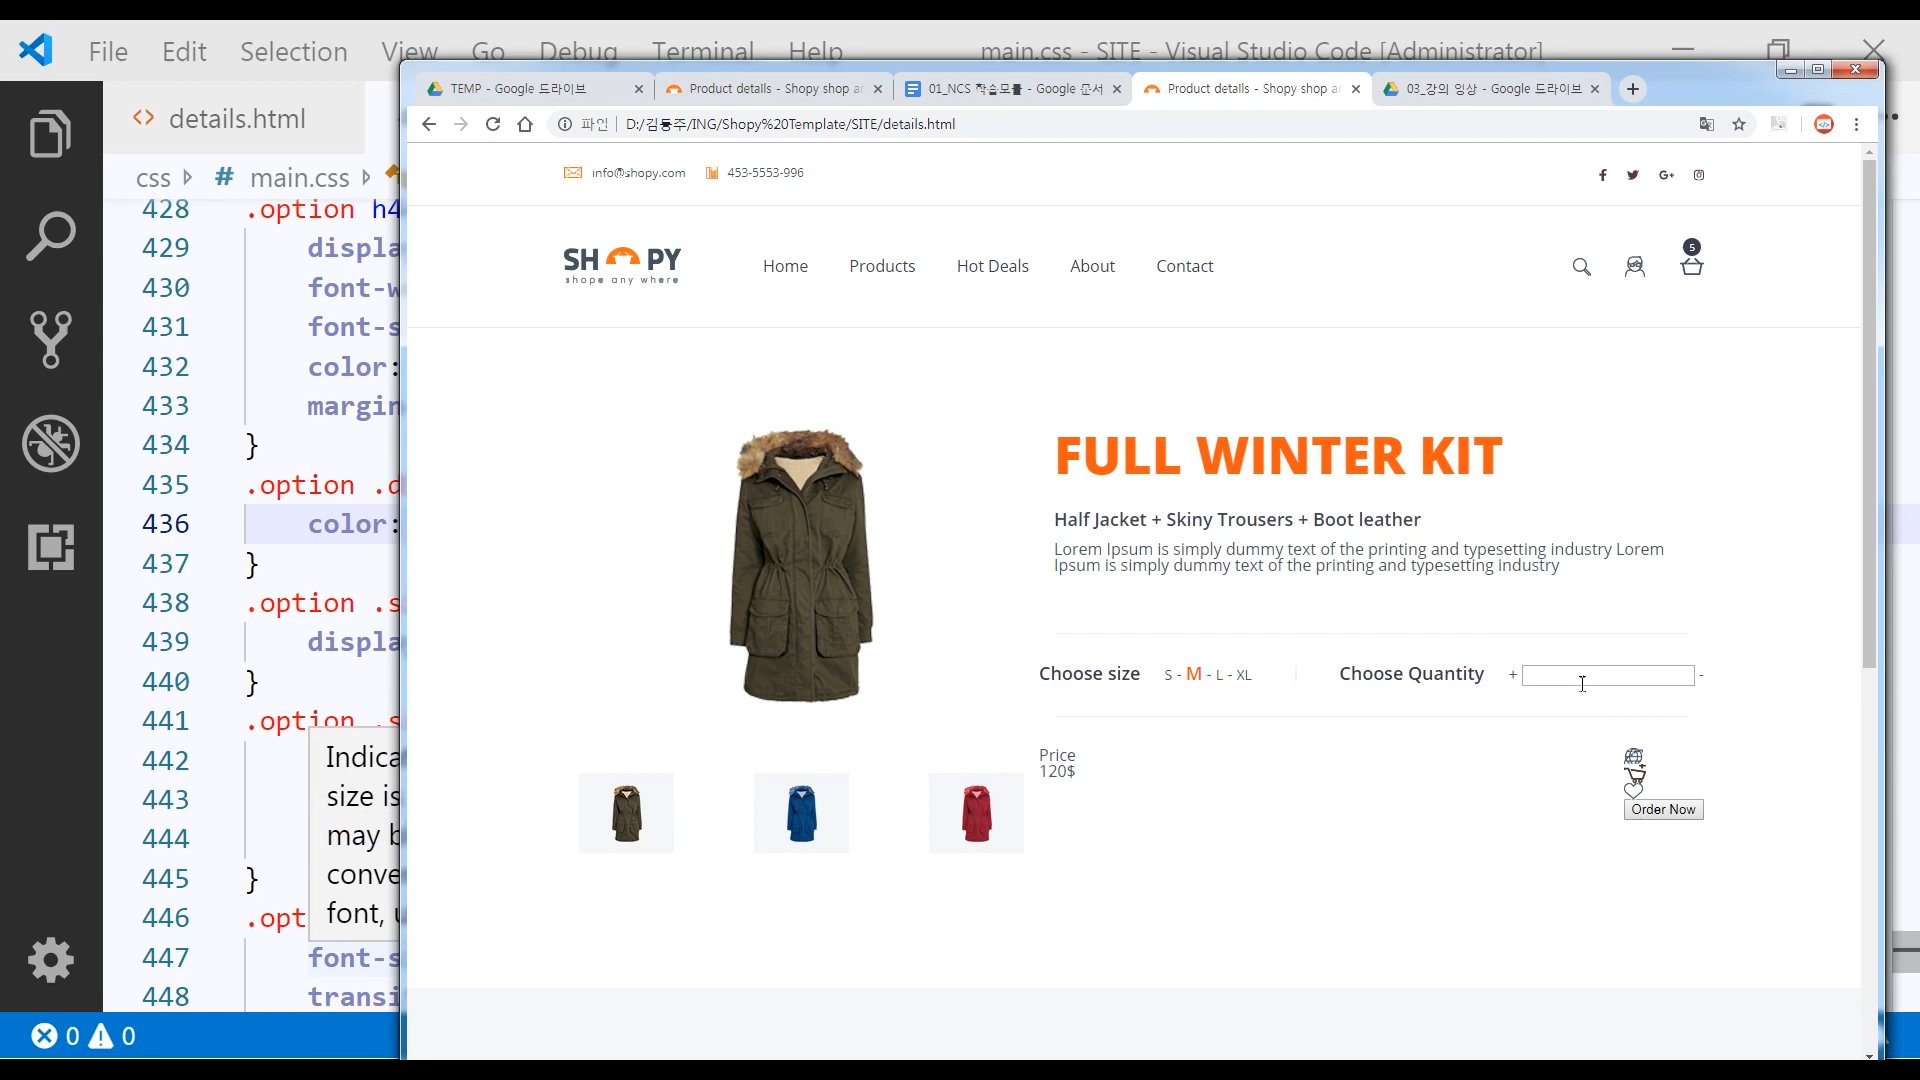 File Edit Selection View Go Debug Terminal Help main.css - SITE - Visual Studio Code [Administrator]
TEMP - Google 드라이브
Product details - Shopy shop ar
01_NCS 학습모듈 - Google 문서
Product details - Shopy shop ar
03_강의 영상 - Google 드라이브
details.html
파일 D:/김동주/ING/Shopy%20Template/SITE/details.html
css # main.css
info@shopy.com 453-5553-996
SHOPY
shope any where
Home Products Hot Deals About Contact
5
428 .option h4
429 displa
430 font-w
431 font-s
432 color:
433 margin
434 }
435 .option .d
436 color:
437 }
438 .option .s
439 displa
440 }
441 .option .s
442
443
444
445 }
446 .opt
447 font-s
448 transi
Indica
size is
may b
conve
font, u
0 0
FULL WINTER KIT
Half Jacket + Skiny Trousers + Boot leather
Lorem Ipsum is simply dummy text of the printing and typesetting industry Lorem
Ipsum is simply dummy text of the printing and typesetting industry
Choose size S - M - L - XL Choose Quantity + -
Price
120$
Order Now